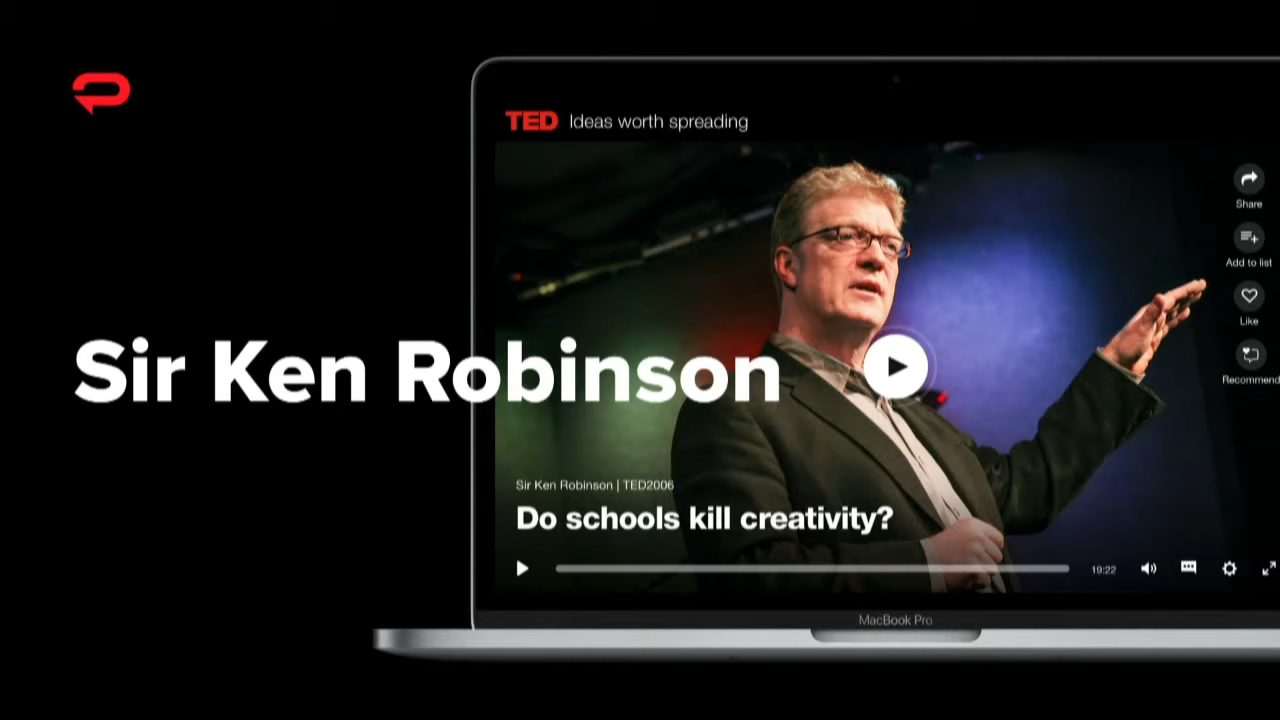 TED Ideas worth spreading
Share
Add to list
Like
Recommend
Sir Ken Robinson
Sir Ken Robinson | TED2006
Do schools kill creativity?
19:22
MacBook Pro